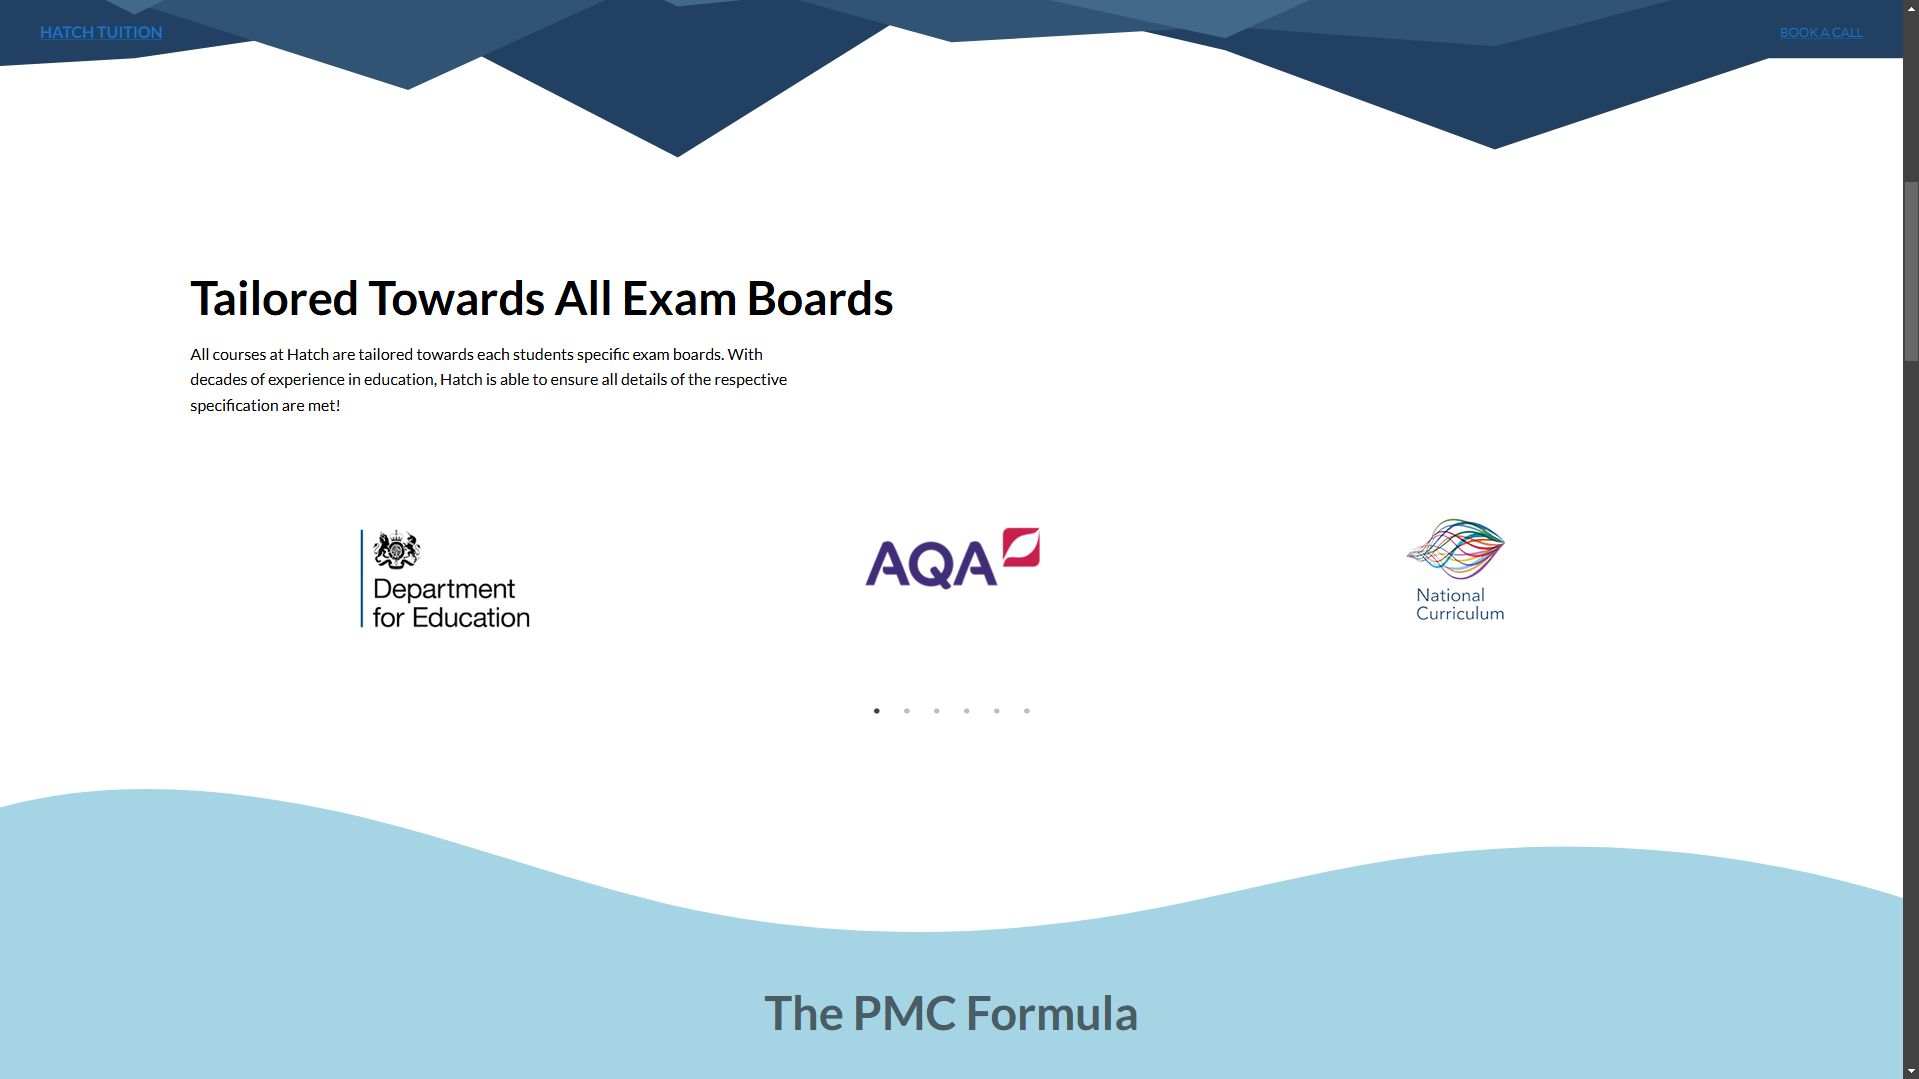 HATCH TUITION
BOOK A CALL
Tailored Towards All Exam Boards
All courses at Hatch are tailored towards each students specific exam boards. With
decades of experience in education, Hatch is able to ensure all details of the respective
specification are met!
Department
for Education
AQA
National
Curriculum
The PMC Formula